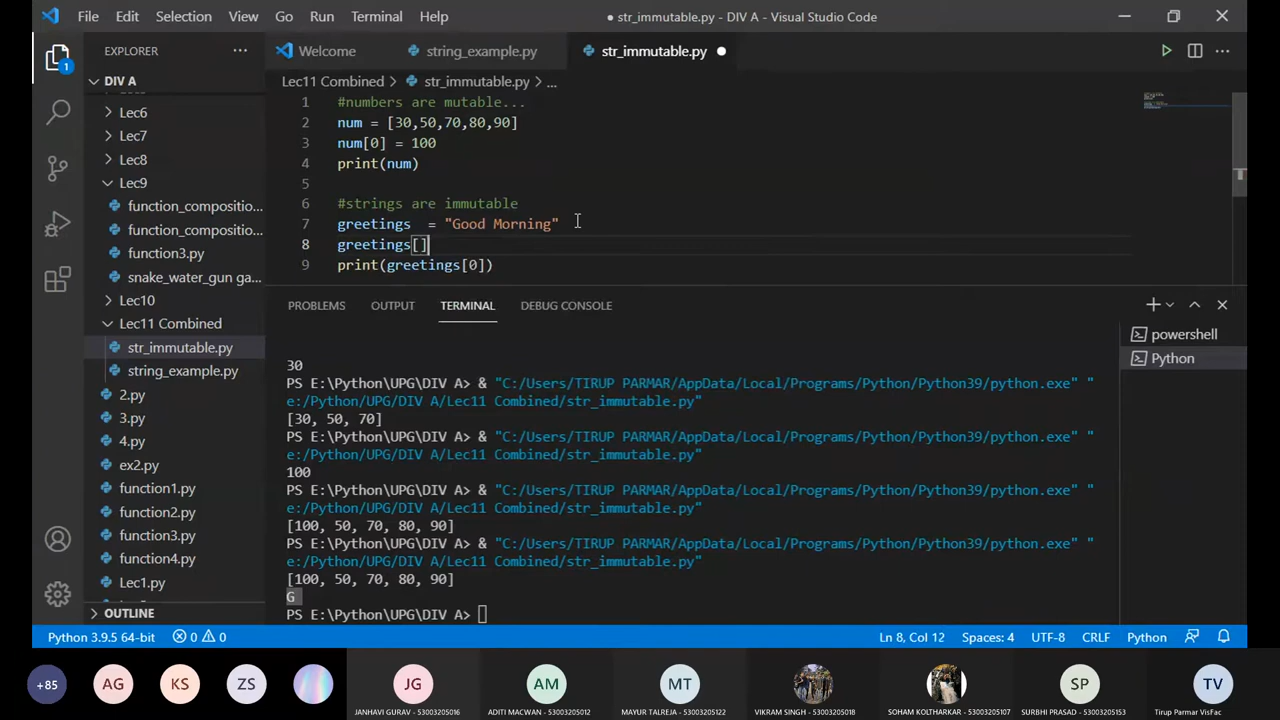 File Edit Selection View Go Run Terminal Help ● str_immutable.py - DIV A - Visual Studio Code
EXPLORER ... Welcome string_example.py str_immutable.py ●
1
DIV A
Lec11 Combined > str_immutable.py > ...
Lec6
Lec7
Lec8
Lec9
function_compositio...
function_compositio...
function3.py
snake_water_gun ga...
Lec10
Lec11 Combined
str_immutable.py
string_example.py
2.py
3.py
4.py
ex2.py
function1.py
function2.py
function3.py
function4.py
Lec1.py
OUTLINE
1 #numbers are mutable...
2 num = [30,50,70,80,90]
3 num[0] = 100
4 print(num)
5
6 #strings are immutable
7 greetings  = "Good Morning"
8 greetings[]
9 print(greetings[0])
PROBLEMS OUTPUT TERMINAL DEBUG CONSOLE
powershell
Python
30
PS E:\Python\UPG\DIV A> & "C:/Users/TIRUP PARMAR/AppData/Local/Programs/Python/Python39/python.exe" "
e:/Python/UPG/DIV A/Lec11 Combined/str_immutable.py"
[30, 50, 70]
PS E:\Python\UPG\DIV A> & "C:/Users/TIRUP PARMAR/AppData/Local/Programs/Python/Python39/python.exe" "
e:/Python/UPG/DIV A/Lec11 Combined/str_immutable.py"
100
PS E:\Python\UPG\DIV A> & "C:/Users/TIRUP PARMAR/AppData/Local/Programs/Python/Python39/python.exe" "
e:/Python/UPG/DIV A/Lec11 Combined/str_immutable.py"
[100, 50, 70, 80, 90]
PS E:\Python\UPG\DIV A> & "C:/Users/TIRUP PARMAR/AppData/Local/Programs/Python/Python39/python.exe" "
e:/Python/UPG/DIV A/Lec11 Combined/str_immutable.py"
[100, 50, 70, 80, 90]
G
PS E:\Python\UPG\DIV A>
Python 3.9.5 64-bit 0 0 Ln 8, Col 12 Spaces: 4 UTF-8 CRLF Python
+85 AG KS ZS JG AM MT SP TV
JANHAVI GURAV - 53003205016 ADITI MACWAN - 53003205012 MAYUR TALREJA - 53003205122 VIKRAM SINGH - 53003205018 SOHAM KOLTHARKAR - 53003205107 SURBHI PRASAD - 53003205153 Tirup Parmar VisFac